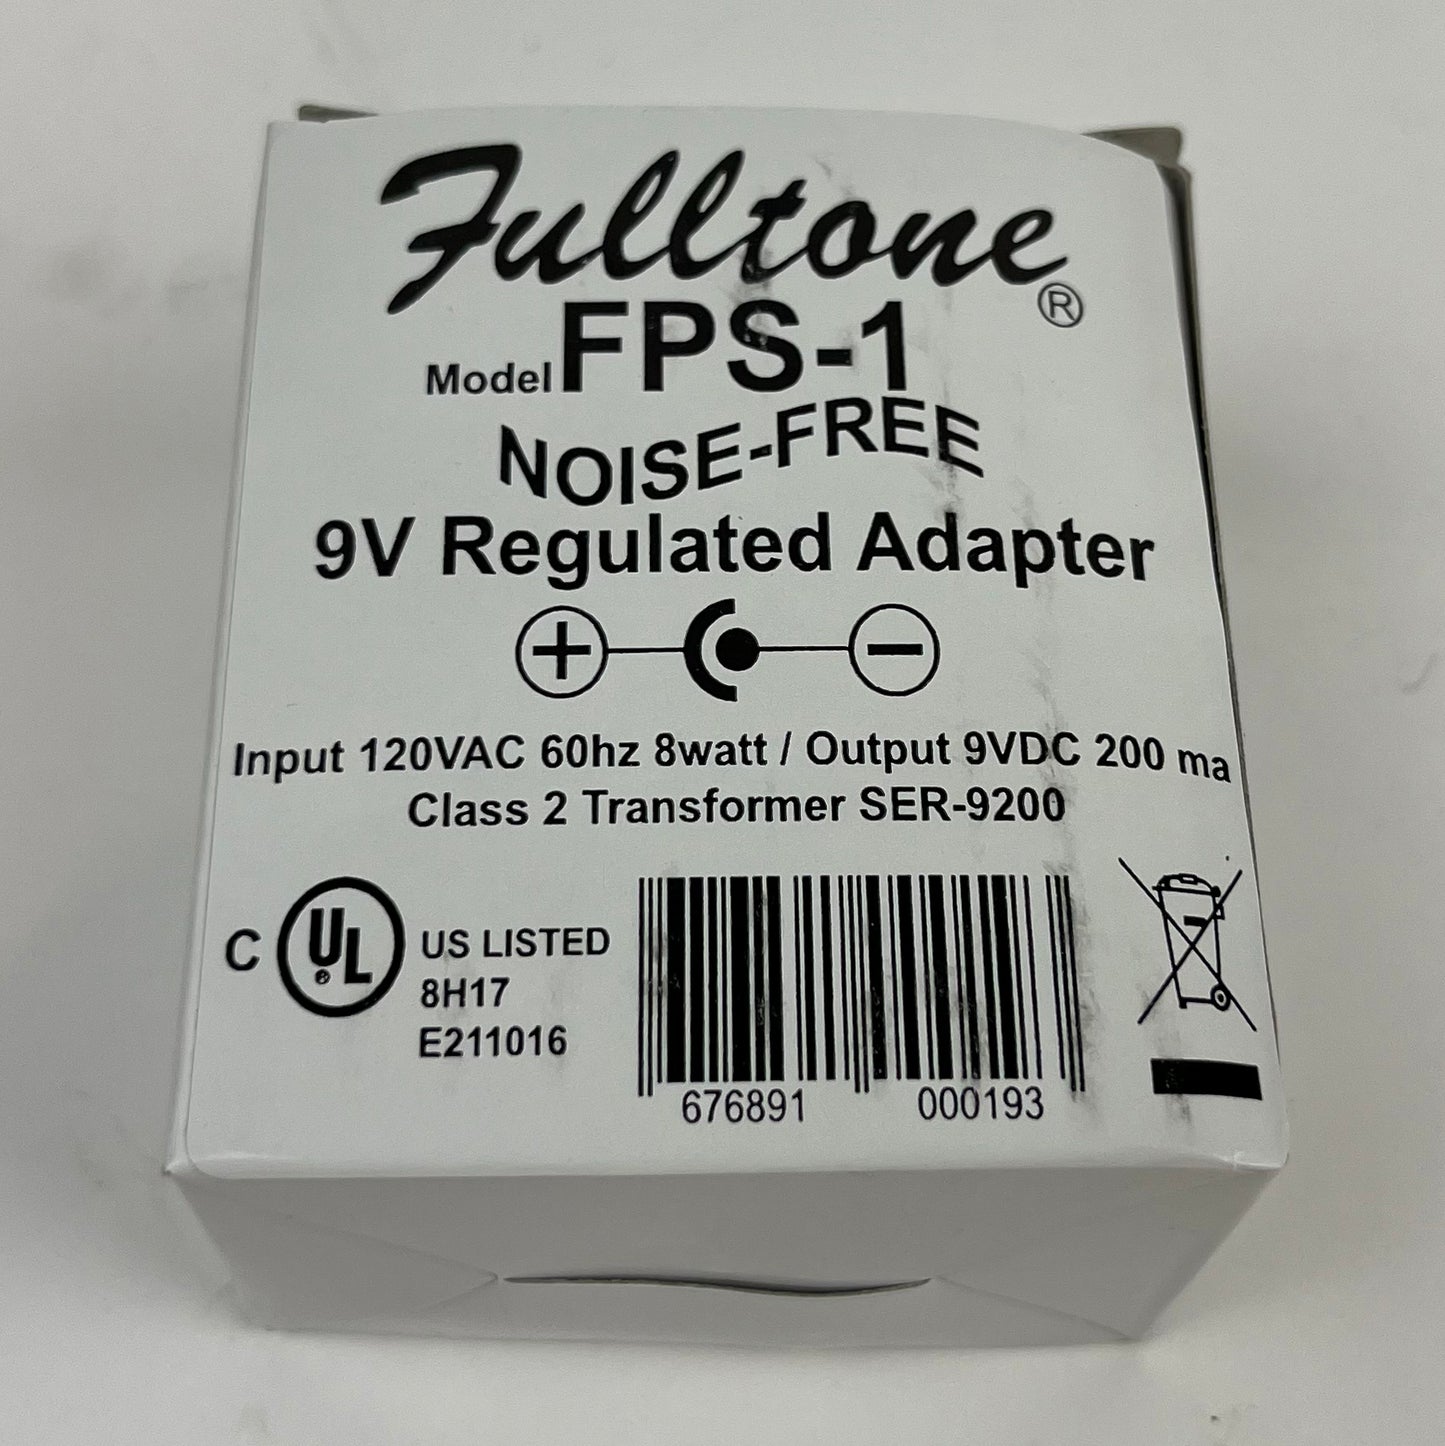 Fulltone®
Model FPS-1
NOISE-FREE
9V Regulated Adapter
Input 120VAC 60hz 8watt / Output 9VDC 200 ma
Class 2 Transformer SER-9200
C UL® US LISTED
8H17
E211016
676891 000193